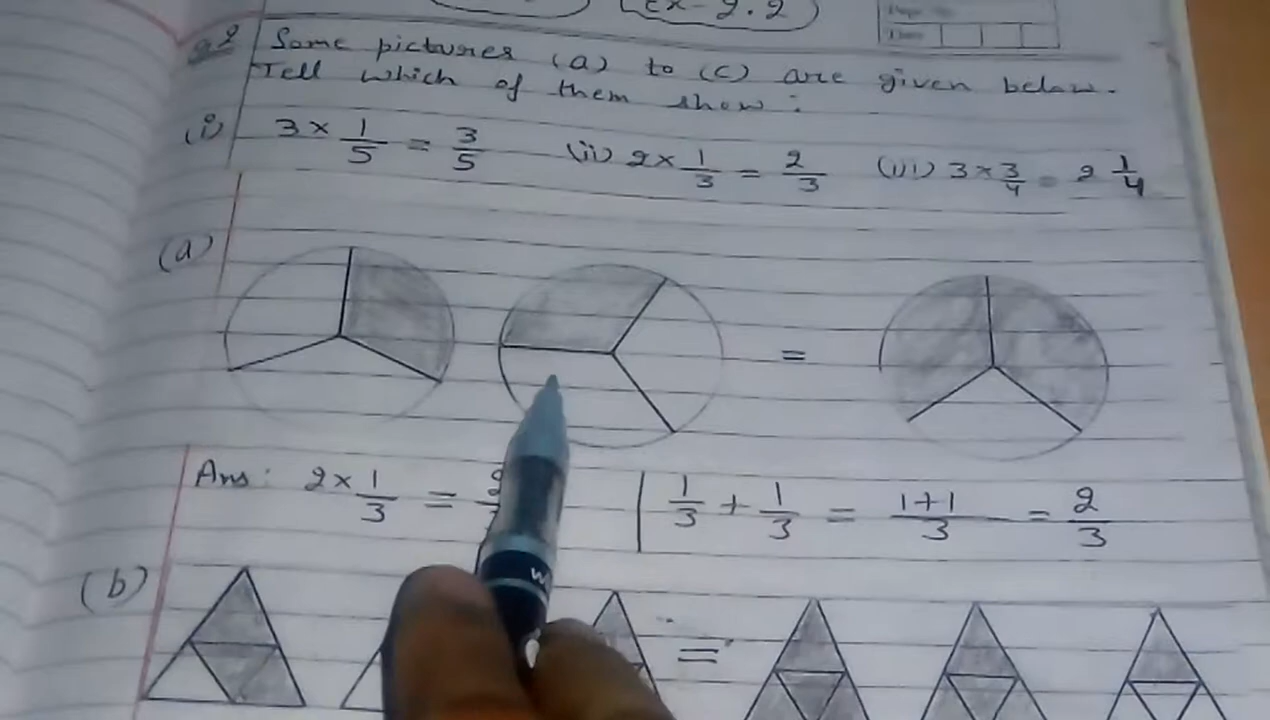 Ex-2.2
Q2 Some pictures (a) to (c) are given below.
Tell which of them show:
(i) 3 × 1/5 = 3/5 (ii) 2 × 1/3 = 2/3 (iii) 3 × 3/4 = 2 1/4
(a)
=
Ans: 2 × 1/3 = | 1/3 + 1/3 = 1+1/3 = 2/3
(b)
=